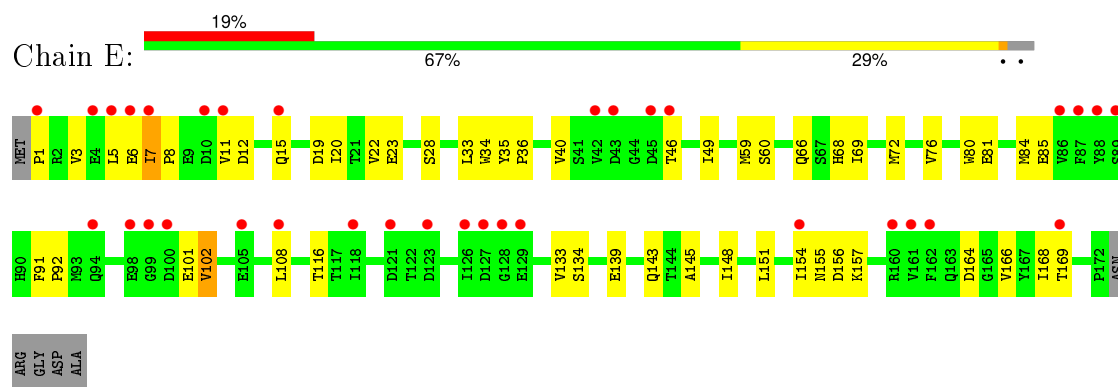 19%
Chain E:
67% 29% • •
MET P1 R2 V3 E4 L5 E6 I7 P8 E9 D10 V11 D12 Q15 D19 I20 T21 V22 E23 S28 L33 W34 Y35 P36 V40 S41 V42 D43 G44 D45 T46 I49 M59 S60 Q66 S67 H68 I69 M72 V76 W80 E81 M84 E85 V86 F87 Y88 S89
H90 F91 P92 M93 Q94 E98 G99 D100 E101 V102 E105 L108 T116 T117 I118 D121 T122 D123 I126 D127 G128 E129 V133 S134 E139 Q143 T144 A145 I148 L151 I154 N155 D156 K157 R160 V161 F162 Q163 D164 G165 V166 Y167 I168 T169 P172 ASN
ARG GLY ASP ALA